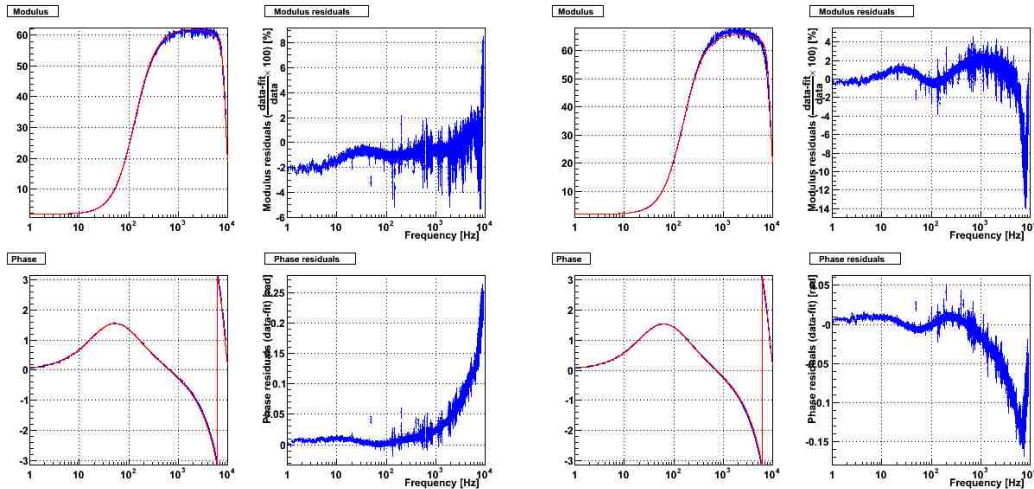 Modulus
60
50
40
30
20
10
1 10 10² 10³ 10⁴
Modulus residuals
Modulus residuals (data-fit/data × 100) [%]
8
6
4
2
0
-2
-4
-6
1 10 10² 10³ 10⁴
Frequency [Hz]
Modulus
60
50
40
30
20
10
1 10 10² 10³ 10⁴
Modulus residuals
Modulus residuals (data-fit/data × 100) [%]
4
2
0
-2
-4
-6
-8
-10
-12
-14
1 10 10² 10³ 10⁴
Frequency [Hz]
Phase
3
2
1
0
-1
-2
-3
1 10 10² 10³ 10⁴
Phase residuals
Phase residuals (data-fit) [rad]
0.25
0.2
0.15
0.1
0.05
0
1 10 10² 10³ 10⁴
Frequency [Hz]
Phase
3
2
1
0
-1
-2
-3
1 10 10² 10³ 10⁴
Phase residuals
Phase residuals (data-fit) [rad]
0.05
-0
-0.05
-0.1
-0.15
1 10 10² 10³ 10⁴
Frequency [Hz]